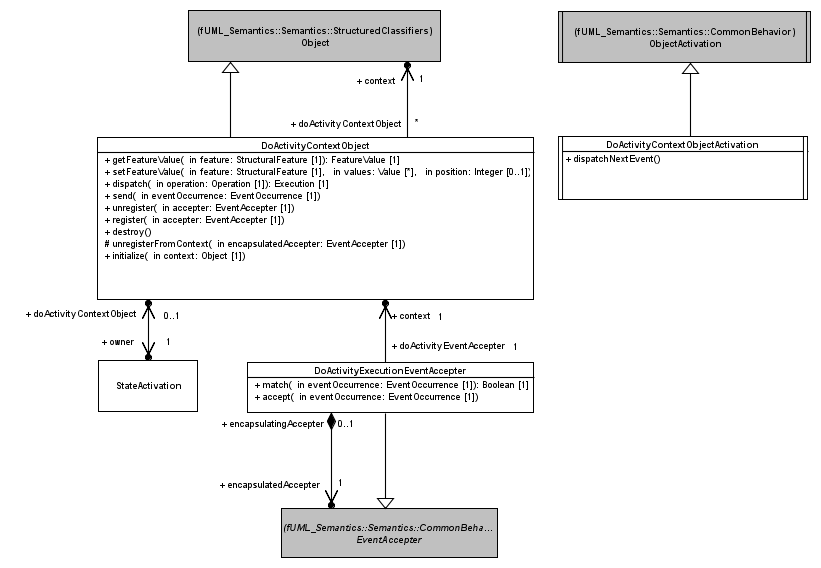 (fUML_Semantics::Semantics::StructuredClassifiers)
Object
(fUML_Semantics::Semantics::CommonBehavior)
ObjectActivation
+ context
1
+ doActivityContextObject
*
DoActivityContextObject
+ getFeatureValue( in feature: StructuralFeature [1]): FeatureValue [1]
+ setFeatureValue( in feature: StructuralFeature [1], in values: Value [*], in position: Integer [0..1])
+ dispatch( in operation: Operation [1]): Execution [1]
+ send( in eventOccurrence: EventOccurrence [1])
+ unregister( in accepter: EventAccepter [1])
+ register( in accepter: EventAccepter [1])
+ destroy()
# unregisterFromContext( in encapsulatedAccepter: EventAccepter [1])
+ initialize( in context: Object [1])
DoActivityContextObjectActivation
+ dispatchNextEvent()
+ doActivityContextObject
0..1
+ owner
1
StateActivation
+ context
1
+ doActivityEventAccepter
1
DoActivityExecutionEventAccepter
+ match( in eventOccurrence: EventOccurrence [1]): Boolean [1]
+ accept( in eventOccurrence: EventOccurrence [1])
+ encapsulatingAccepter
0..1
+ encapsulatedAccepter
1
(fUML_Semantics::Semantics::CommonBeha...
EventAccepter